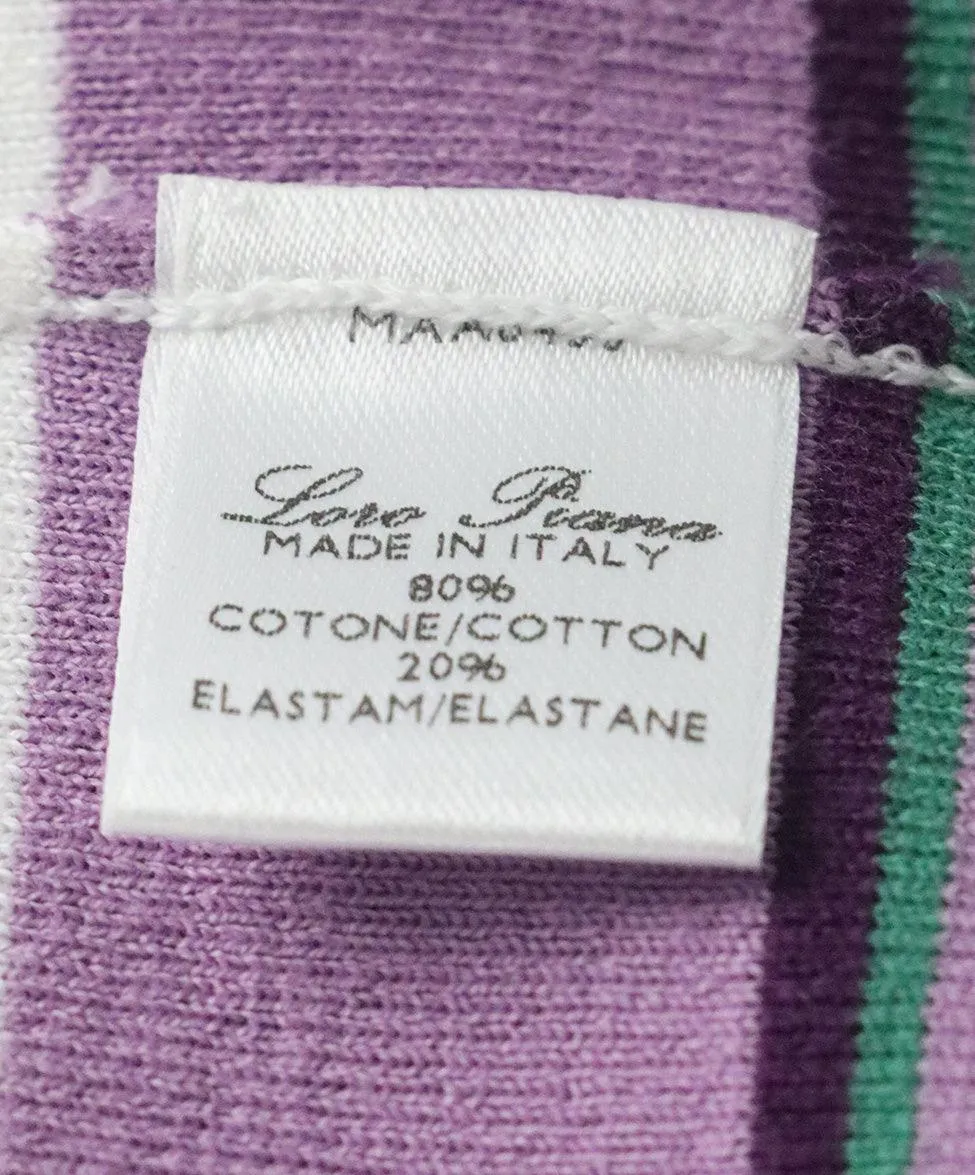 Loro Piana
MADE IN ITALY
80%
COTONE/COTTON
20%
ELASTAM/ELASTANE